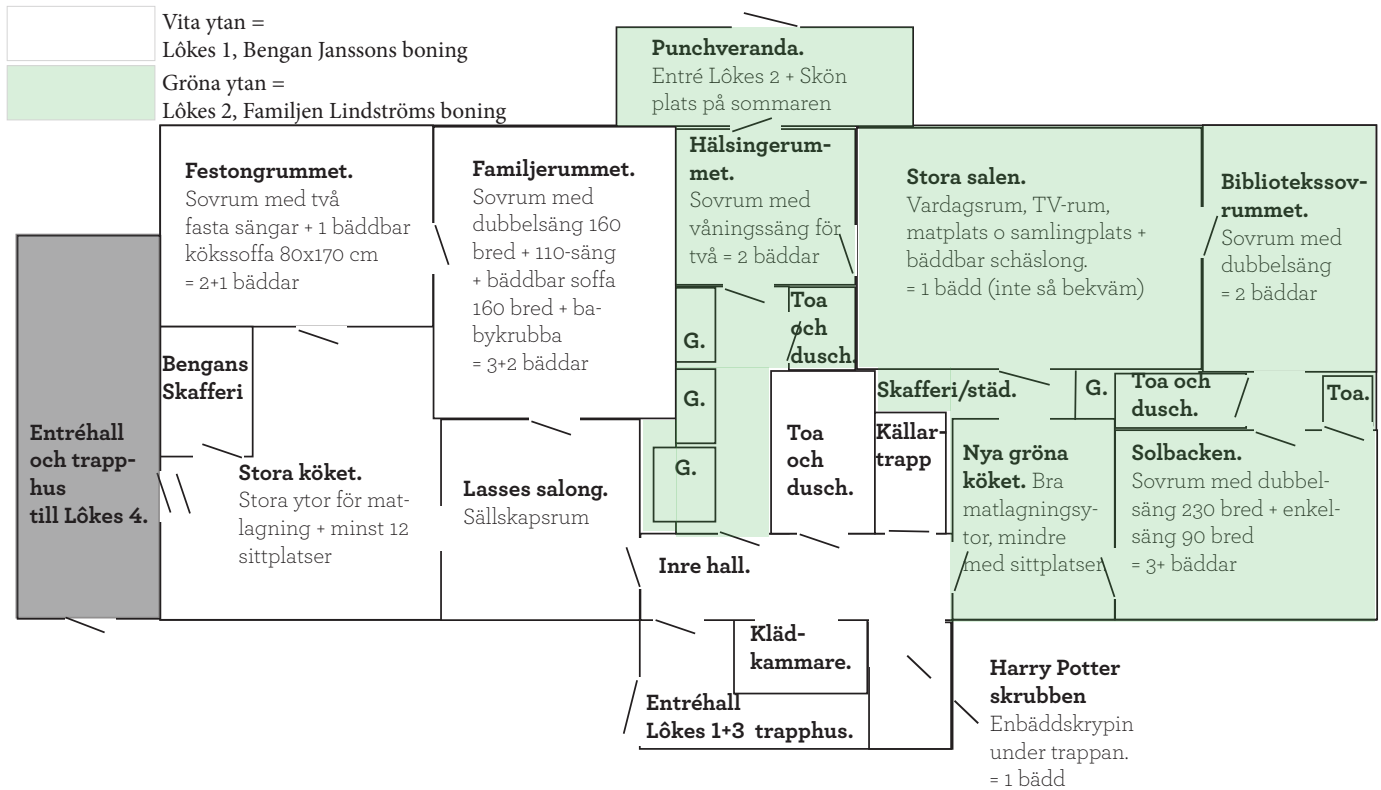 Vita ytan =
Lôkes 1, Bengan Janssons boning
Gröna ytan =
Lôkes 2, Familjen Lindströms boning
Punchveranda.
Entré Lôkes 2 + Skön
plats på sommaren
Festongrummet.
Sovrum med två
fasta sängar + 1 bäddbar
kökssoffa 80x170 cm
= 2+1 bäddar
Familjerummet.
Sovrum med
dubbelsäng 160
bred + 110-säng
+ bäddbar soffa
160 bred + ba-
bykrubba
= 3+2 bäddar
Hälsingerum-
met.
Sovrum med
våningssäng för
två = 2 bäddar
Stora salen.
Vardagsrum, TV-rum,
matplats o samlingplats +
bäddbar schäslong.
= 1 bädd (inte så bekväm)
Bibliotekssov-
rummet.
Sovrum med
dubbelsäng
= 2 bäddar
Toa
och
dusch.
G.
G.
G.
Bengans
Skafferi
Entréhall
och trapp-
hus
till Lôkes 4.
Stora köket.
Stora ytor för mat-
lagning + minst 12
sittplatser
Lasses salong.
Sällskapsrum
Toa
och
dusch.
Skafferi/städ.
G.
Toa och
dusch.
Toa.
Källar-
trapp
Nya gröna
köket. Bra
matlagningsy-
tor, mindre
med sittplatser
Solbacken.
Sovrum med dubbel-
säng 230 bred + enkel-
säng 90 bred
= 3+ bäddar
Inre hall.
Kläd-
kammare.
Entréhall
Lôkes 1+3 trapphus.
Harry Potter
skrubben
Enbäddskrypin
under trappan.
= 1 bädd